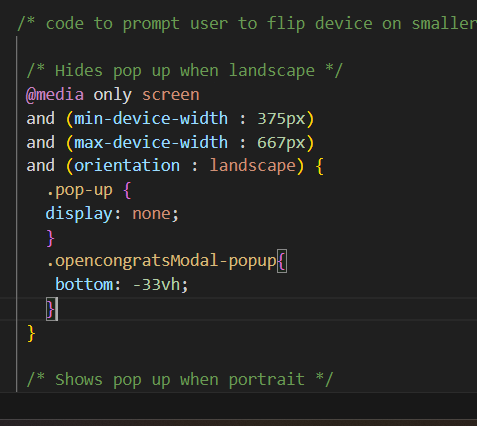 /* code to prompt user to flip device on smaller
/* Hides pop up when landscape */
@media only screen
and (min-device-width : 375px)
and (max-device-width : 667px)
and (orientation : landscape) {
.pop-up {
display: none;
}
.opencongratsModal-popup{
bottom: -33vh;
}
}
/* Shows pop up when portrait */